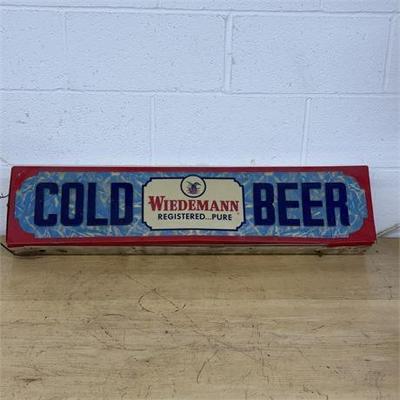 COLD WIEDEMANN BEER
REGISTERED...PURE